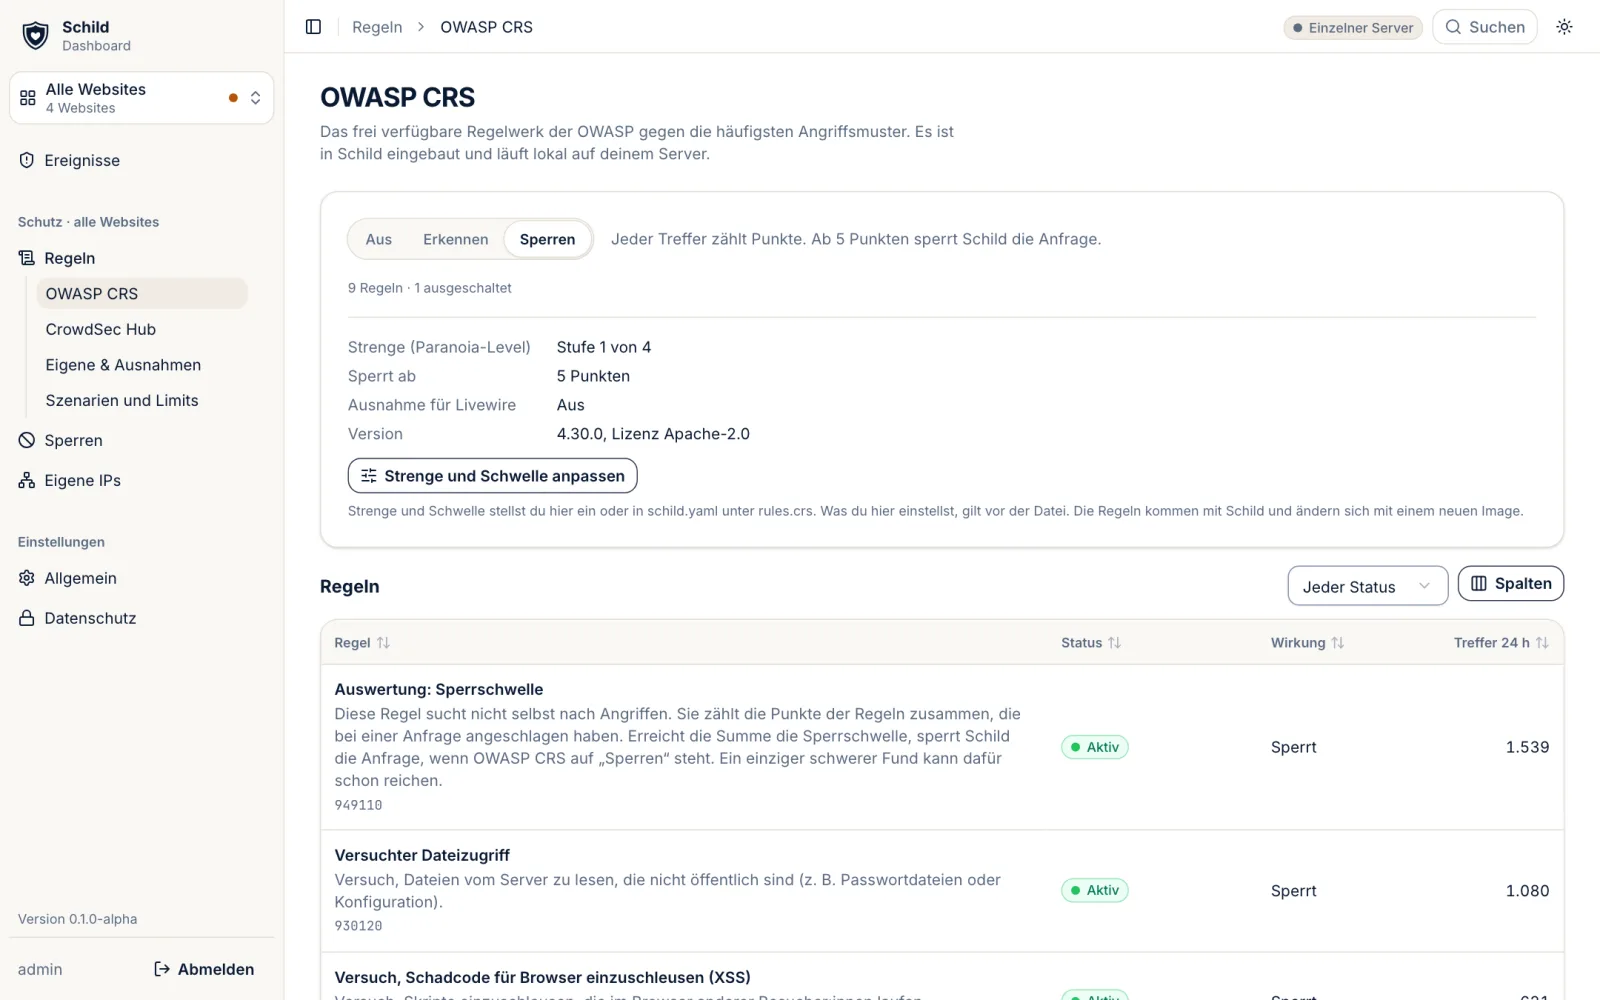 Schild
Dashboard
Alle Websites
4 Websites
Ereignisse
Schutz · alle Websites
Regeln
OWASP CRS
CrowdSec Hub
Eigene & Ausnahmen
Szenarien und Limits
Sperren
Eigene IPs
Einstellungen
Allgemein
Datenschutz
Version 0.1.0-alpha
admin
Abmelden
Regeln
OWASP CRS
Einzelner Server
Suchen
OWASP CRS
Das frei verfügbare Regelwerk der OWASP gegen die häufigsten Angriffsmuster. Es ist
in Schild eingebaut und läuft lokal auf deinem Server.
Aus
Erkennen
Sperren
Jeder Treffer zählt Punkte. Ab 5 Punkten sperrt Schild die Anfrage.
9 Regeln · 1 ausgeschaltet
Strenge (Paranoia-Level) Stufe 1 von 4
Sperrt ab 5 Punkten
Ausnahme für Livewire Aus
Version 4.30.0, Lizenz Apache-2.0
Strenge und Schwelle anpassen
Strenge und Schwelle stellst du hier ein oder in schild.yaml unter rules.crs. Was du hier einstellst, gilt vor der Datei. Die Regeln kommen mit Schild und ändern sich mit einem neuen Image.
Regeln
Jeder Status
Spalten
Regel Status Wirkung Treffer 24 h
Auswertung: Sperrschwelle
Diese Regel sucht nicht selbst nach Angriffen. Sie zählt die Punkte der Regeln zusammen, die
bei einer Anfrage angeschlagen haben. Erreicht die Summe die Sperrschwelle, sperrt Schild
die Anfrage, wenn OWASP CRS auf „Sperren“ steht. Ein einziger schwerer Fund kann dafür
schon reichen.
949110
Aktiv
Sperrt
1.539
Versuchter Dateizugriff
Versuch, Dateien vom Server zu lesen, die nicht öffentlich sind (z. B. Passwortdateien oder
Konfiguration).
930120
Aktiv
Sperrt
1.080
Versuch, Schadcode für Browser einzuschleusen (XSS)